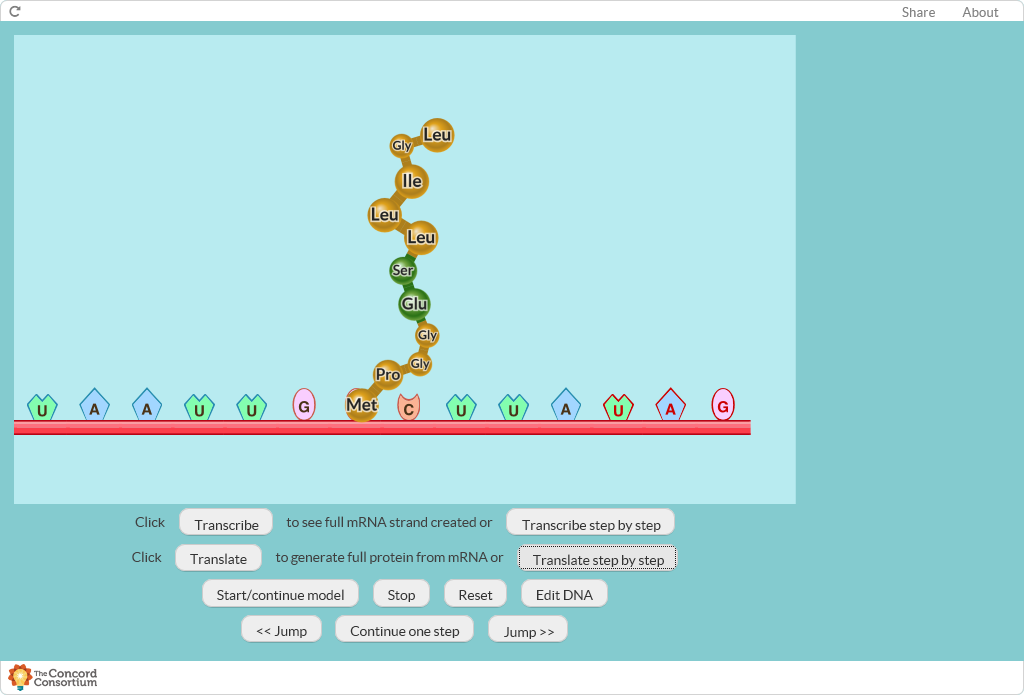 Share About
Leu
Gly
Ile
Leu
Leu
Ser
Glu
Gly
Gly
Pro
Met
U A A U U G C U U A U A G
Click Transcribe to see full mRNA strand created or Transcribe step by step
Click Translate to generate full protein from mRNA or Translate step by step
Start/continue model Stop Reset Edit DNA
<< Jump Continue one step Jump >>
The Concord
Consortium